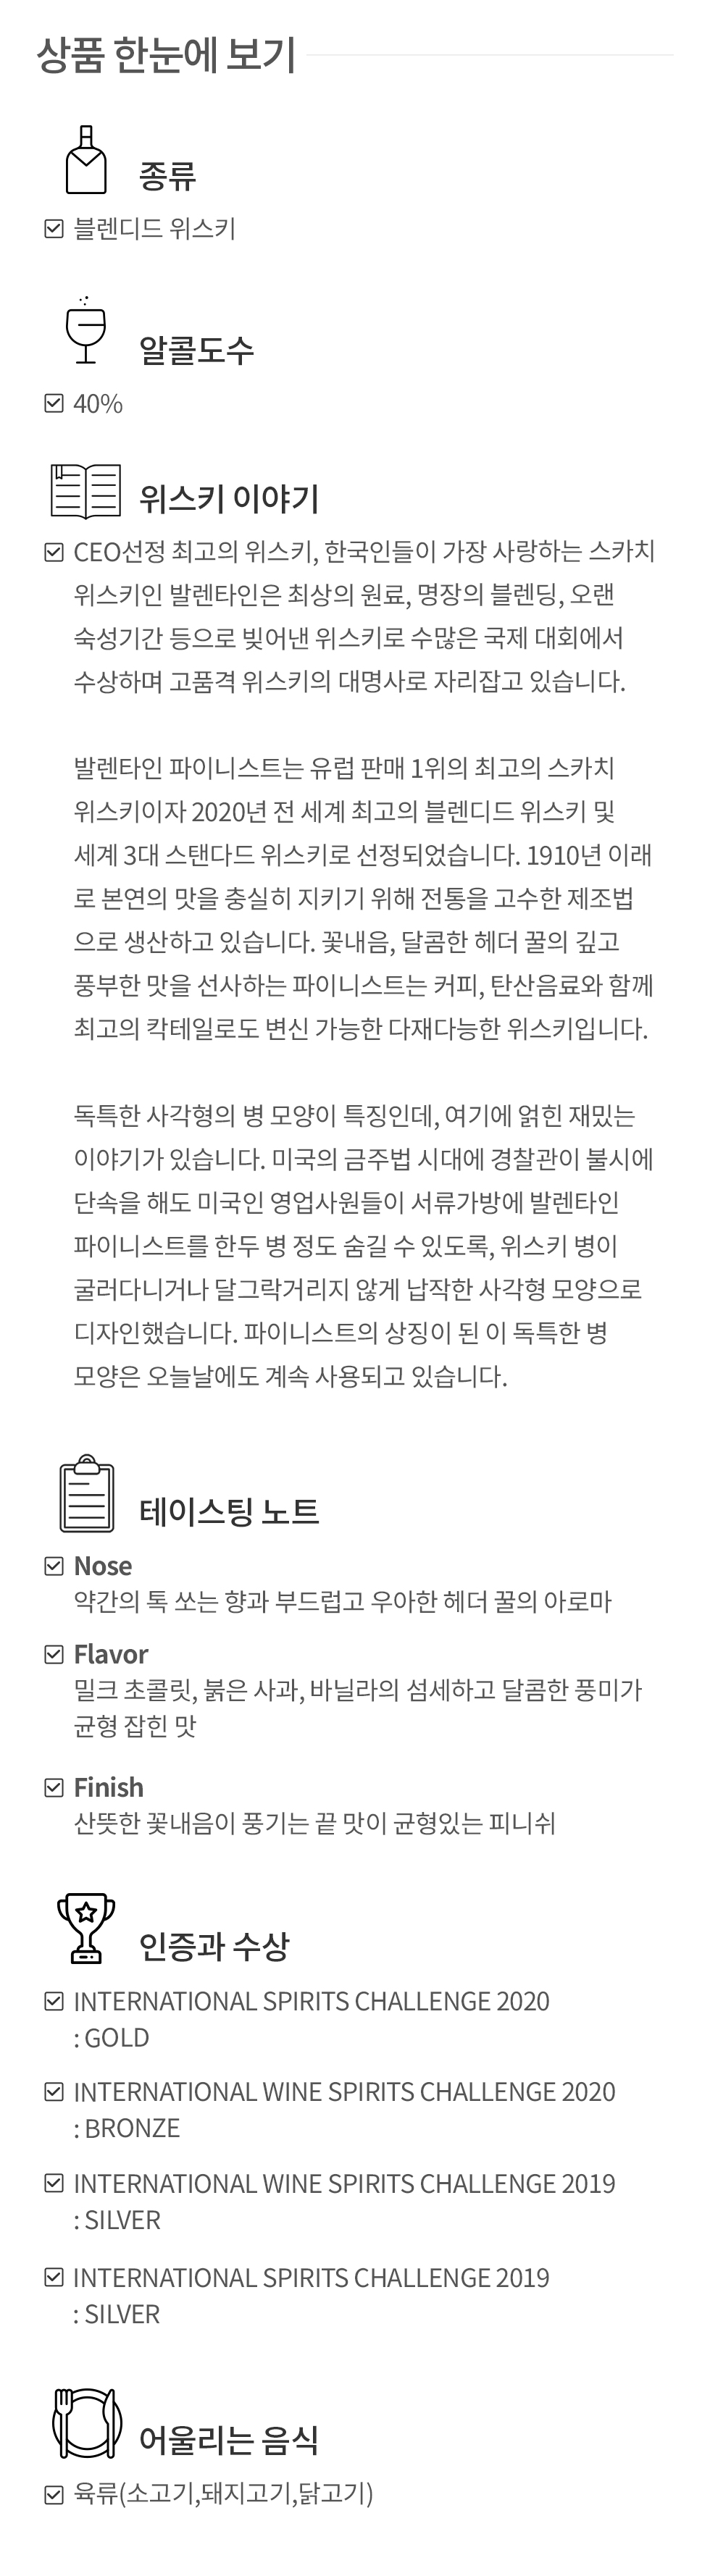 상품 한눈에 보기
종류
블렌디드 위스키
알콜도수
40%
위스키 이야기
CEO선정 최고의 위스키, 한국인들이 가장 사랑하는 스카치
위스키인 발렌타인은 최상의 원료, 명장의 블렌딩, 오랜
숙성기간 등으로 빚어낸 위스키로 수많은 국제 대회에서
수상하며 고품격 위스키의 대명사로 자리잡고 있습니다.
발렌타인 파이니스트는 유럽 판매 1위의 최고의 스카치
위스키이자 2020년 전 세계 최고의 블렌디드 위스키 및
세계 3대 스탠다드 위스키로 선정되었습니다. 1910년 이래
로 본연의 맛을 충실히 지키기 위해 전통을 고수한 제조법
으로 생산하고 있습니다. 꽃내음, 달콤한 헤더 꿀의 깊고
풍부한 맛을 선사하는 파이니스트는 커피, 탄산음료와 함께
최고의 칵테일로도 변신 가능한 다재다능한 위스키입니다.
독특한 사각형의 병 모양이 특징인데, 여기에 얽힌 재밌는
이야기가 있습니다. 미국의 금주법 시대에 경찰관이 불시에
단속을 해도 미국인 영업사원들이 서류가방에 발렌타인
파이니스트를 한두 병 정도 숨길 수 있도록, 위스키 병이
굴러다니거나 달그락거리지 않게 납작한 사각형 모양으로
디자인했습니다. 파이니스트의 상징이 된 이 독특한 병
모양은 오늘날에도 계속 사용되고 있습니다.
테이스팅 노트
Nose
약간의 톡 쏘는 향과 부드럽고 우아한 헤더 꿀의 아로마
Flavor
밀크 초콜릿, 붉은 사과, 바닐라의 섬세하고 달콤한 풍미가
균형 잡힌 맛
Finish
산뜻한 꽃내음이 풍기는 끝 맛이 균형있는 피니쉬
인증과 수상
INTERNATIONAL SPIRITS CHALLENGE 2020
: GOLD
INTERNATIONAL WINE SPIRITS CHALLENGE 2020
: BRONZE
INTERNATIONAL WINE SPIRITS CHALLENGE 2019
: SILVER
INTERNATIONAL SPIRITS CHALLENGE 2019
: SILVER
어울리는 음식
육류(소고기,돼지고기,닭고기)